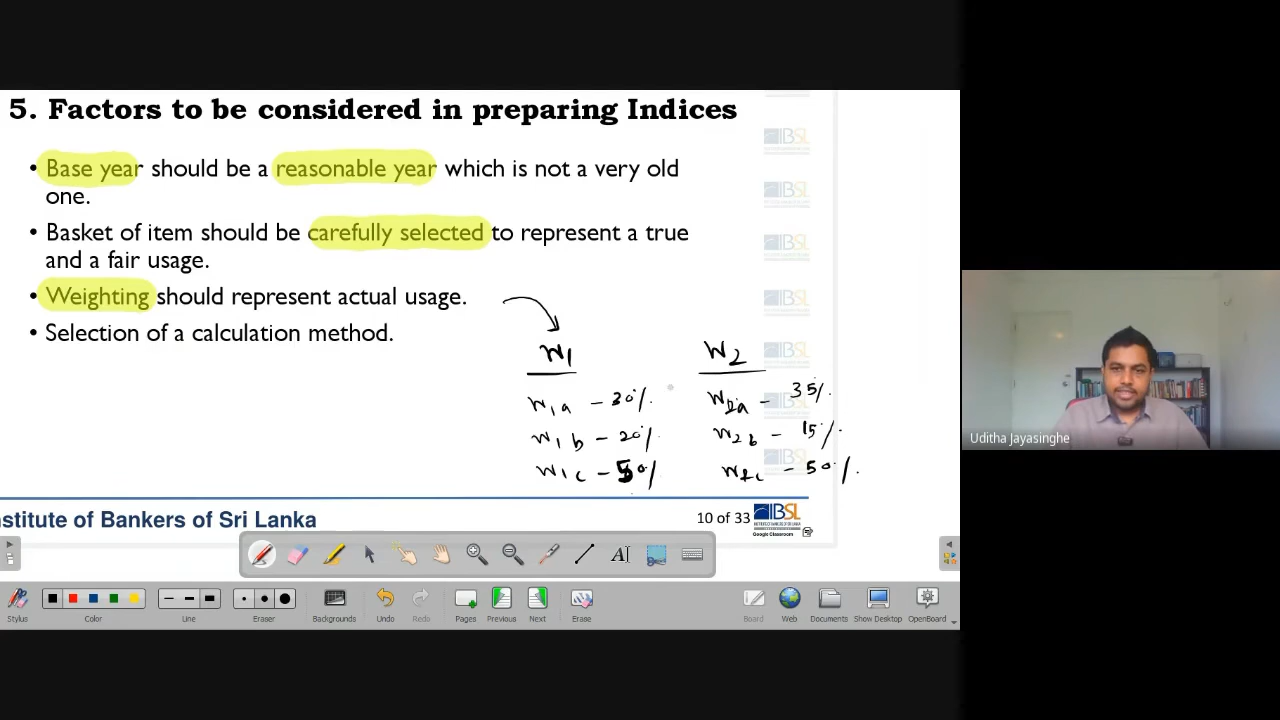 5. Factors to be considered in preparing Indices
• Base year should be a reasonable year which is not a very old
one.
• Basket of item should be carefully selected to represent a true
and a fair usage.
• Weighting should represent actual usage.
• Selection of a calculation method.
W1 W2
W1a – 30% W2a – 35%
W1b – 20% W2b – 15%
W1c – 50% W2c – 50%
Uditha Jayasinghe
nstitute of Bankers of Sri Lanka
10 of 33
IBSL
Google Classroom
Stylus Color Line Eraser Backgrounds Undo Redo Pages Previous Next Erase Board Web Documents Show Desktop OpenBoard